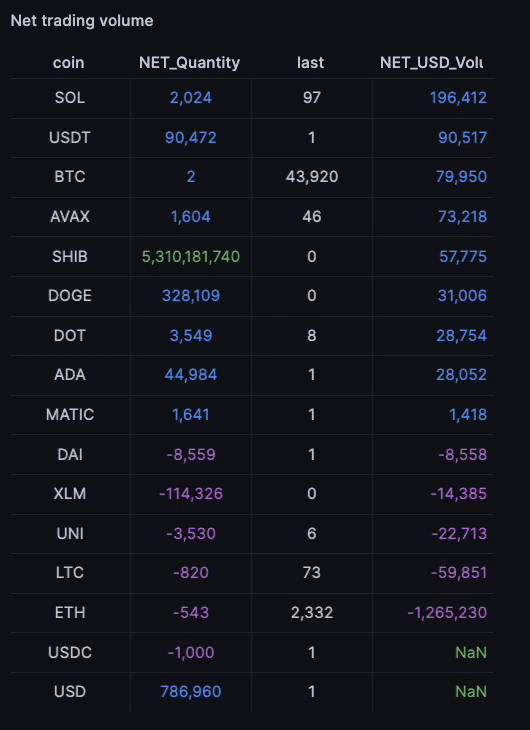 Net trading volume
coin NET_Quantity last NET_USD_Volu
SOL 2,024 97 196,412
USDT 90,472 1 90,517
BTC 2 43,920 79,950
AVAX 1,604 46 73,218
SHIB 5,310,181,740 0 57,775
DOGE 328,109 0 31,006
DOT 3,549 8 28,754
ADA 44,984 1 28,052
MATIC 1,641 1 1,418
DAI -8,559 1 -8,558
XLM -114,326 0 -14,385
UNI -3,530 6 -22,713
LTC -820 73 -59,851
ETH -543 2,332 -1,265,230
USDC -1,000 1 NaN
USD 786,960 1 NaN